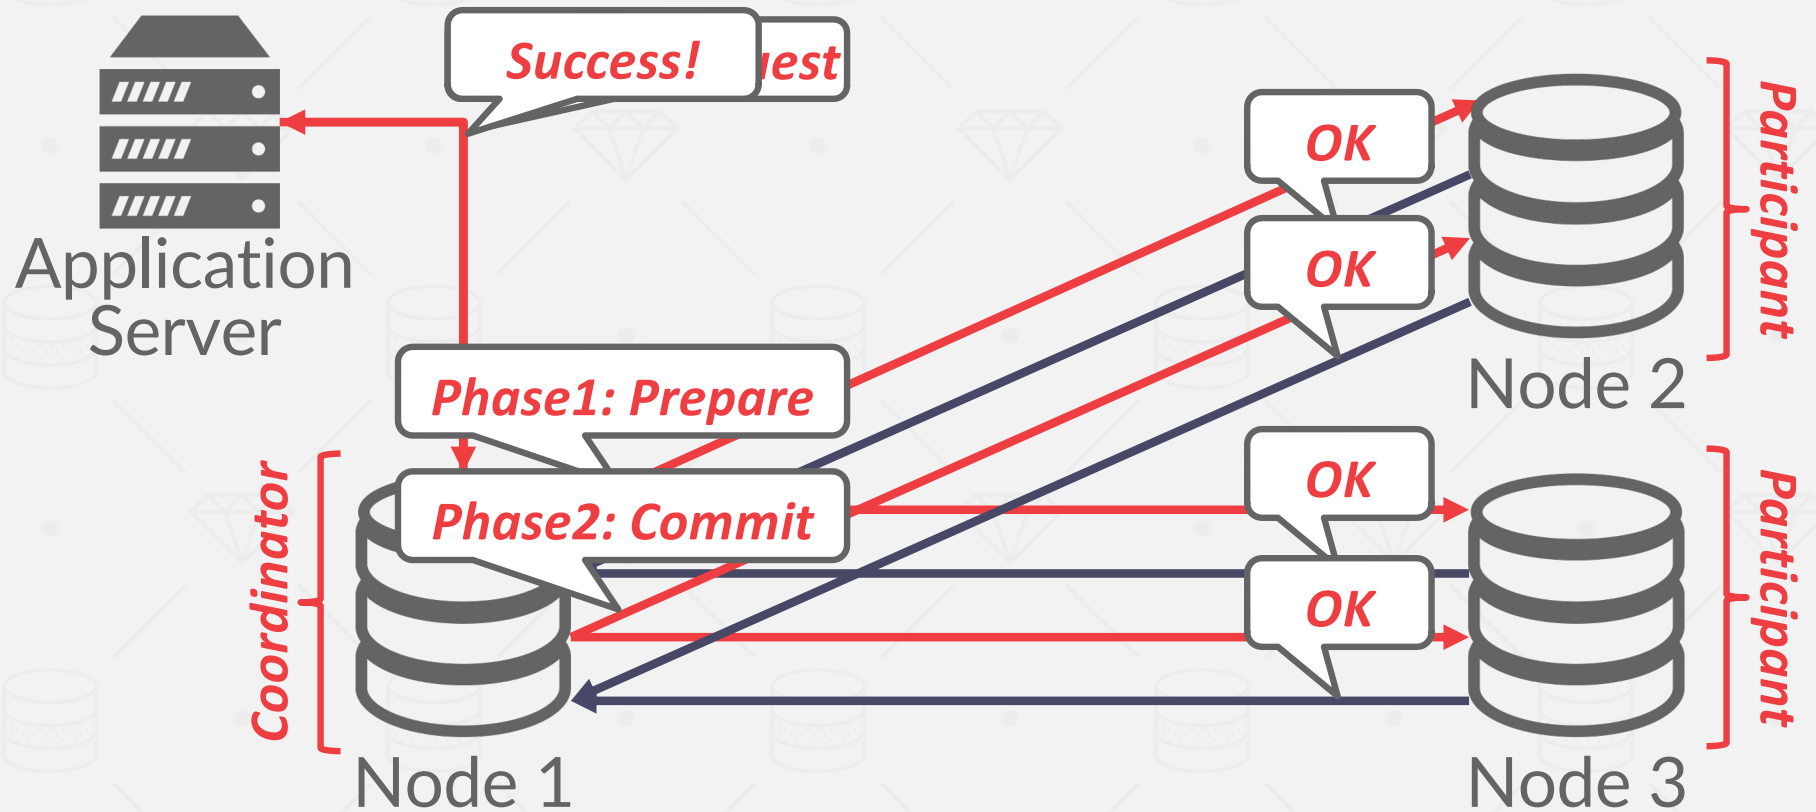 Success!
OK
Participant
OK
Application
Server
Phase1: Prepare
Node 2
Coordinator
OK
Participant
Phase2: Commit
OK
Node 1
Node 3